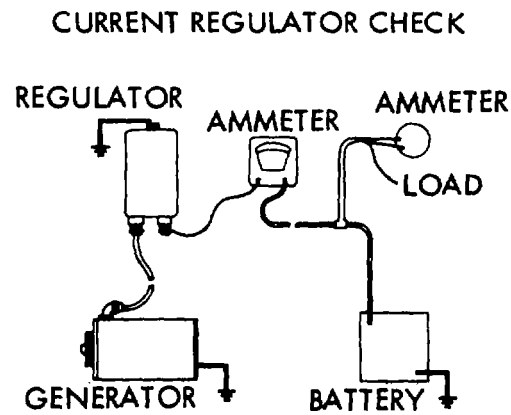 CURRENT REGULATOR CHECK
REGULATOR
AMMETER
AMMETER
LOAD
GENERATOR
BATTERY